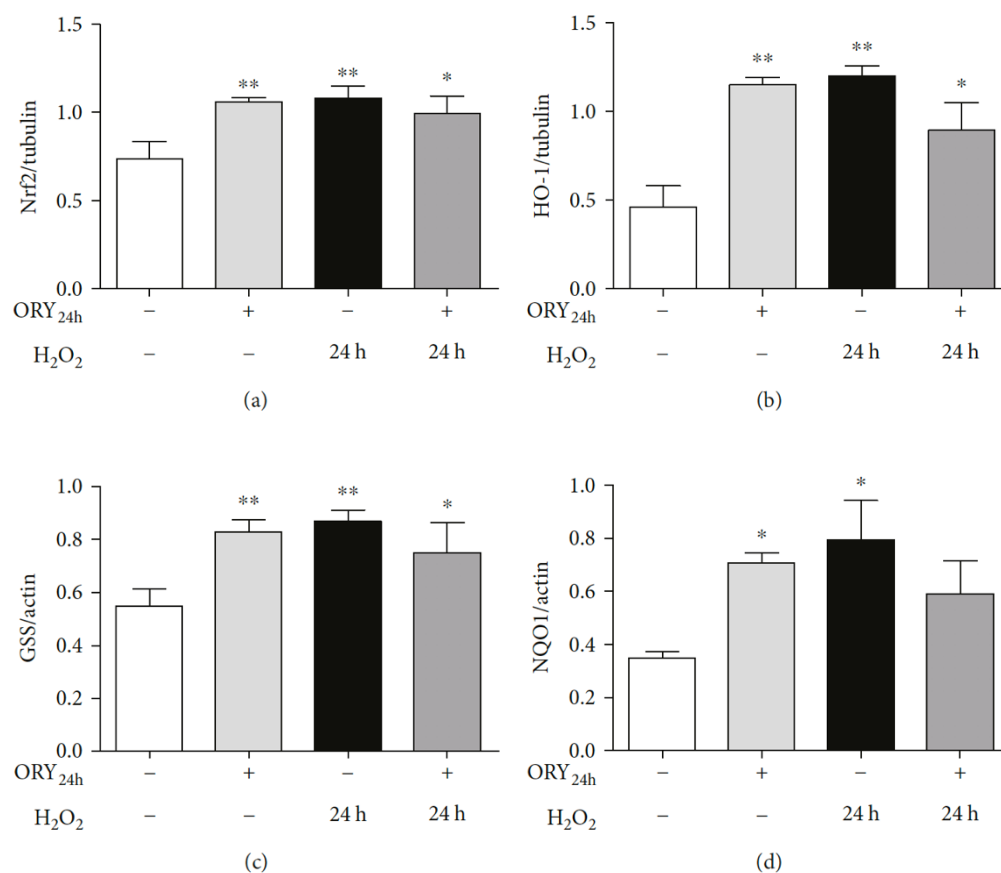 1.5
**
**
*
1.0
Nrf2/tubulin
0.5
0.0
ORY24h – + – +
H2O2 – – 24 h 24 h
(a)
1.5
**
**
*
1.0
HO-1/tubulin
0.5
0.0
ORY24h – + – +
H2O2 – – 24 h 24 h
(b)
1.0
**
**
*
0.8
0.6
GSS/actin
0.4
0.2
0.0
ORY24h – + – +
H2O2 – – 24 h 24 h
(c)
1.0
*
*
0.8
0.6
NQO1/actin
0.4
0.2
0.0
ORY24h – + – +
H2O2 – – 24 h 24 h
(d)